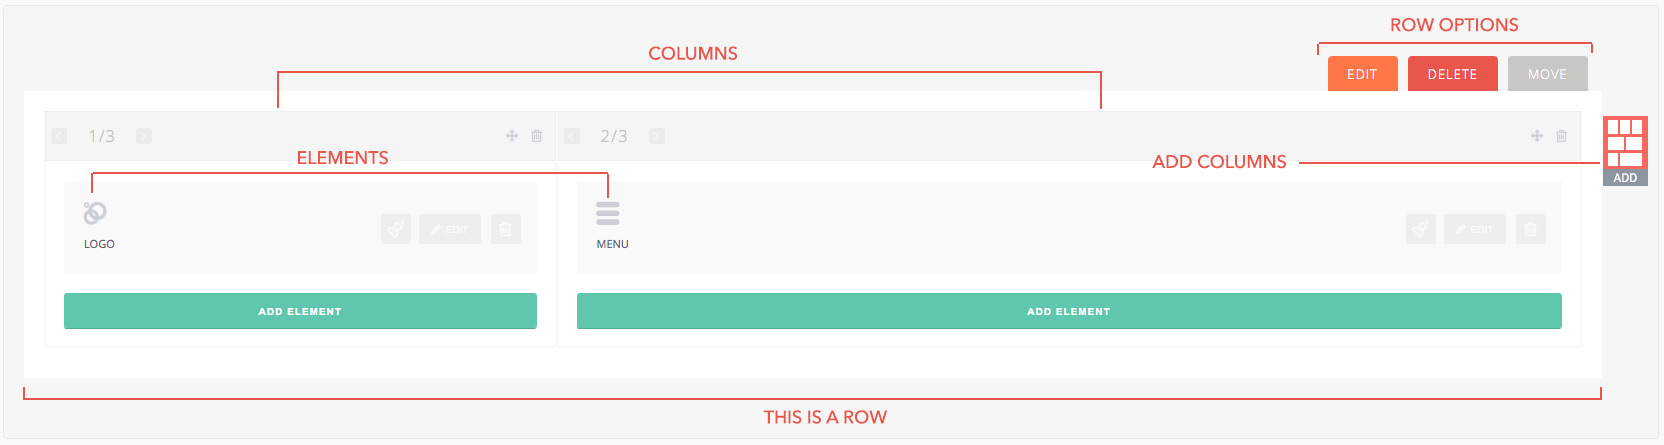 ROW OPTIONS
COLUMNS
EDIT DELETE MOVE
1/3 2/3
ELEMENTS
ADD COLUMNS
ADD
EDIT EDIT
LOGO MENU
ADD ELEMENT ADD ELEMENT
THIS IS A ROW